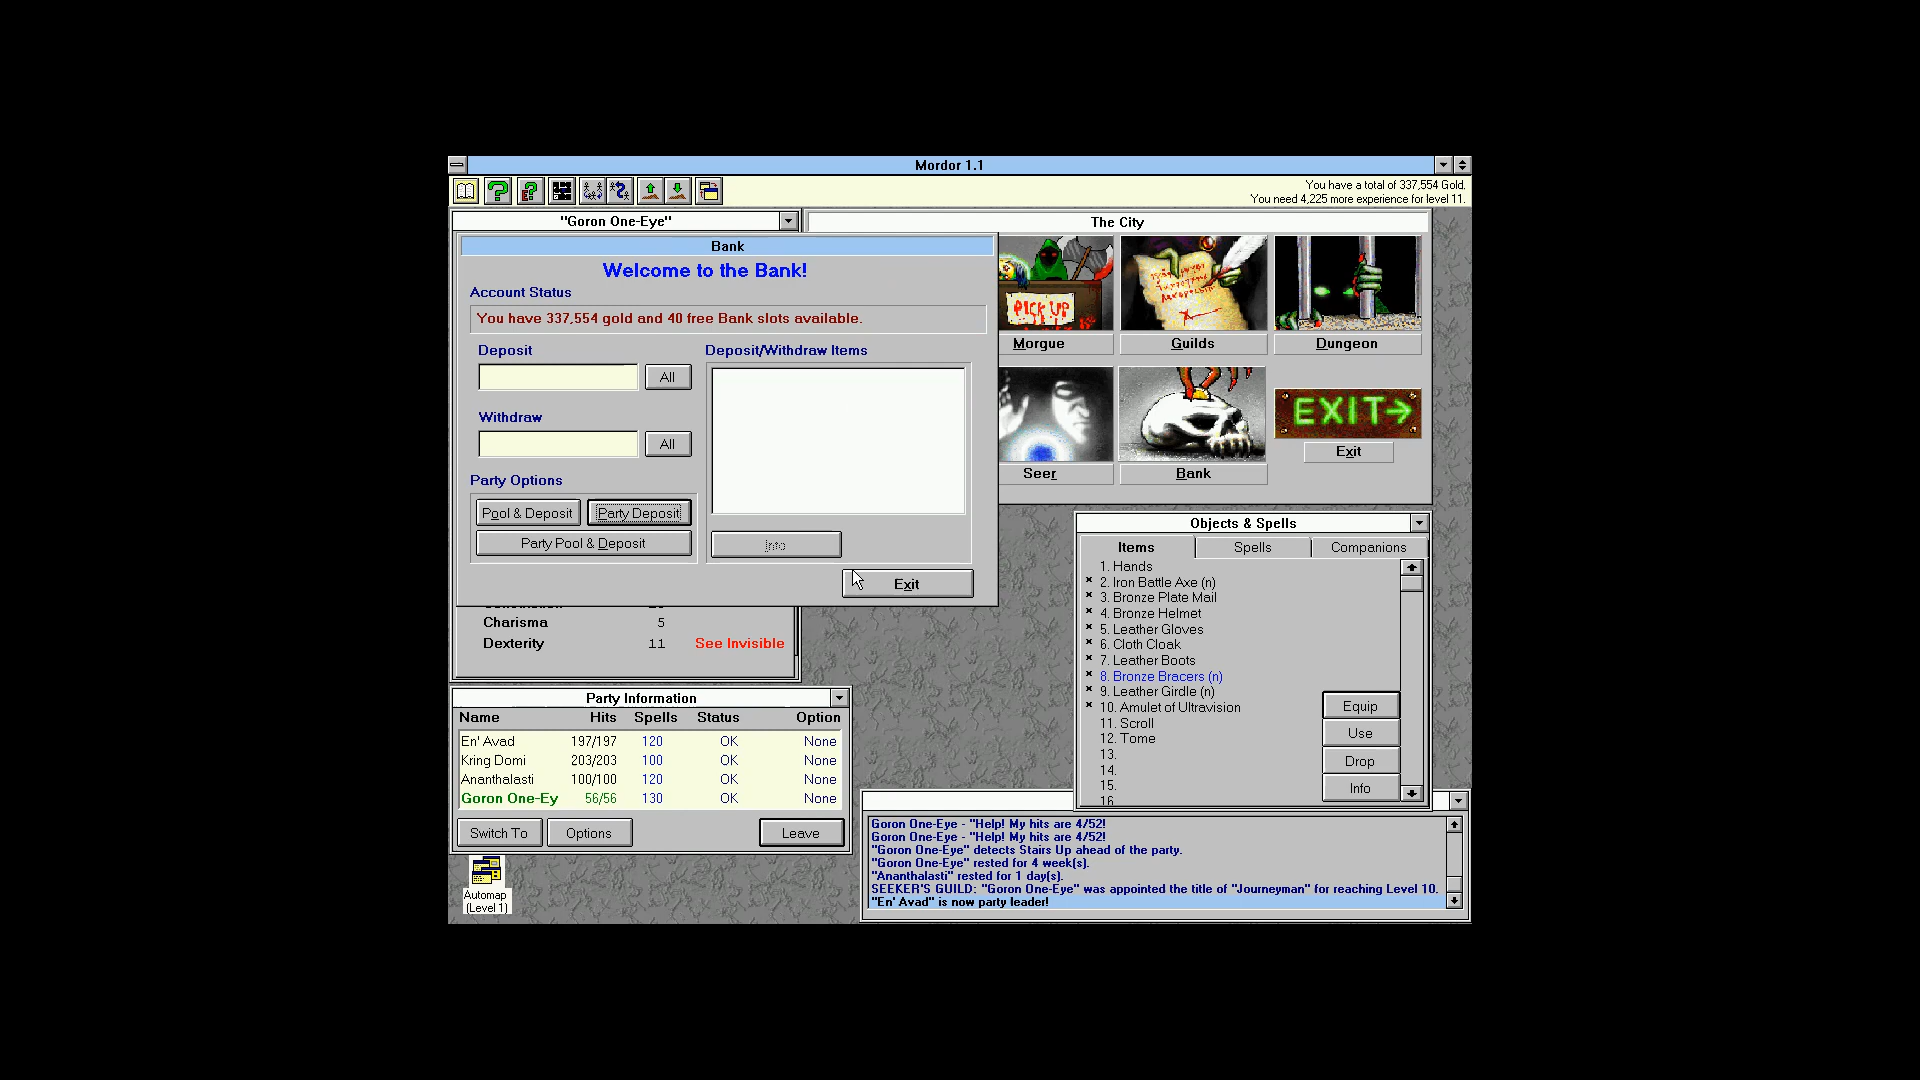 Mordor 1.1
You have a total of 337,554 Gold.
You need 4,225 more experience for level 11.
"Goron One-Eye"
The City
Bank
Welcome to the Bank!
Account Status
You have 337,554 gold and 40 free Bank slots available.
Deposit
All
Withdraw
All
Deposit/Withdraw Items
Party Options
Pool & Deposit
Party Deposit
Party Pool & Deposit
Info
Exit
PICK UP
Morgue
Guilds
Dungeon
Seer
Bank
EXIT→
Exit
Charisma 5
Dexterity 11 See Invisible
Objects & Spells
Items Spells Companions
1. Hands
× 2. Iron Battle Axe (n)
× 3. Bronze Plate Mail
× 4. Bronze Helmet
× 5. Leather Gloves
× 6. Cloth Cloak
× 7. Leather Boots
× 8. Bronze Bracers (n)
× 9. Leather Girdle (n)
× 10. Amulet of Ultravision
11. Scroll
12. Tome
13.
14.
15.
16.
Equip
Use
Drop
Info
Party Information
Name Hits Spells Status Option
En' Avad 197/197 120 OK None
Kring Domi 203/203 100 OK None
Ananthalasti 100/100 120 OK None
Goron One-Ey 56/56 130 OK None
Switch To Options Leave
Automap
(Level 1)
Goron One-Eye - "Help! My hits are 4/52!
Goron One-Eye - "Help! My hits are 4/52!
"Goron One-Eye" detects Stairs Up ahead of the party.
"Goron One-Eye" rested for 4 week(s).
"Ananthalasti" rested for 1 day(s).
SEEKER'S GUILD: "Goron One-Eye" was appointed the title of "Journeyman" for reaching Level 10.
"En' Avad" is now party leader!